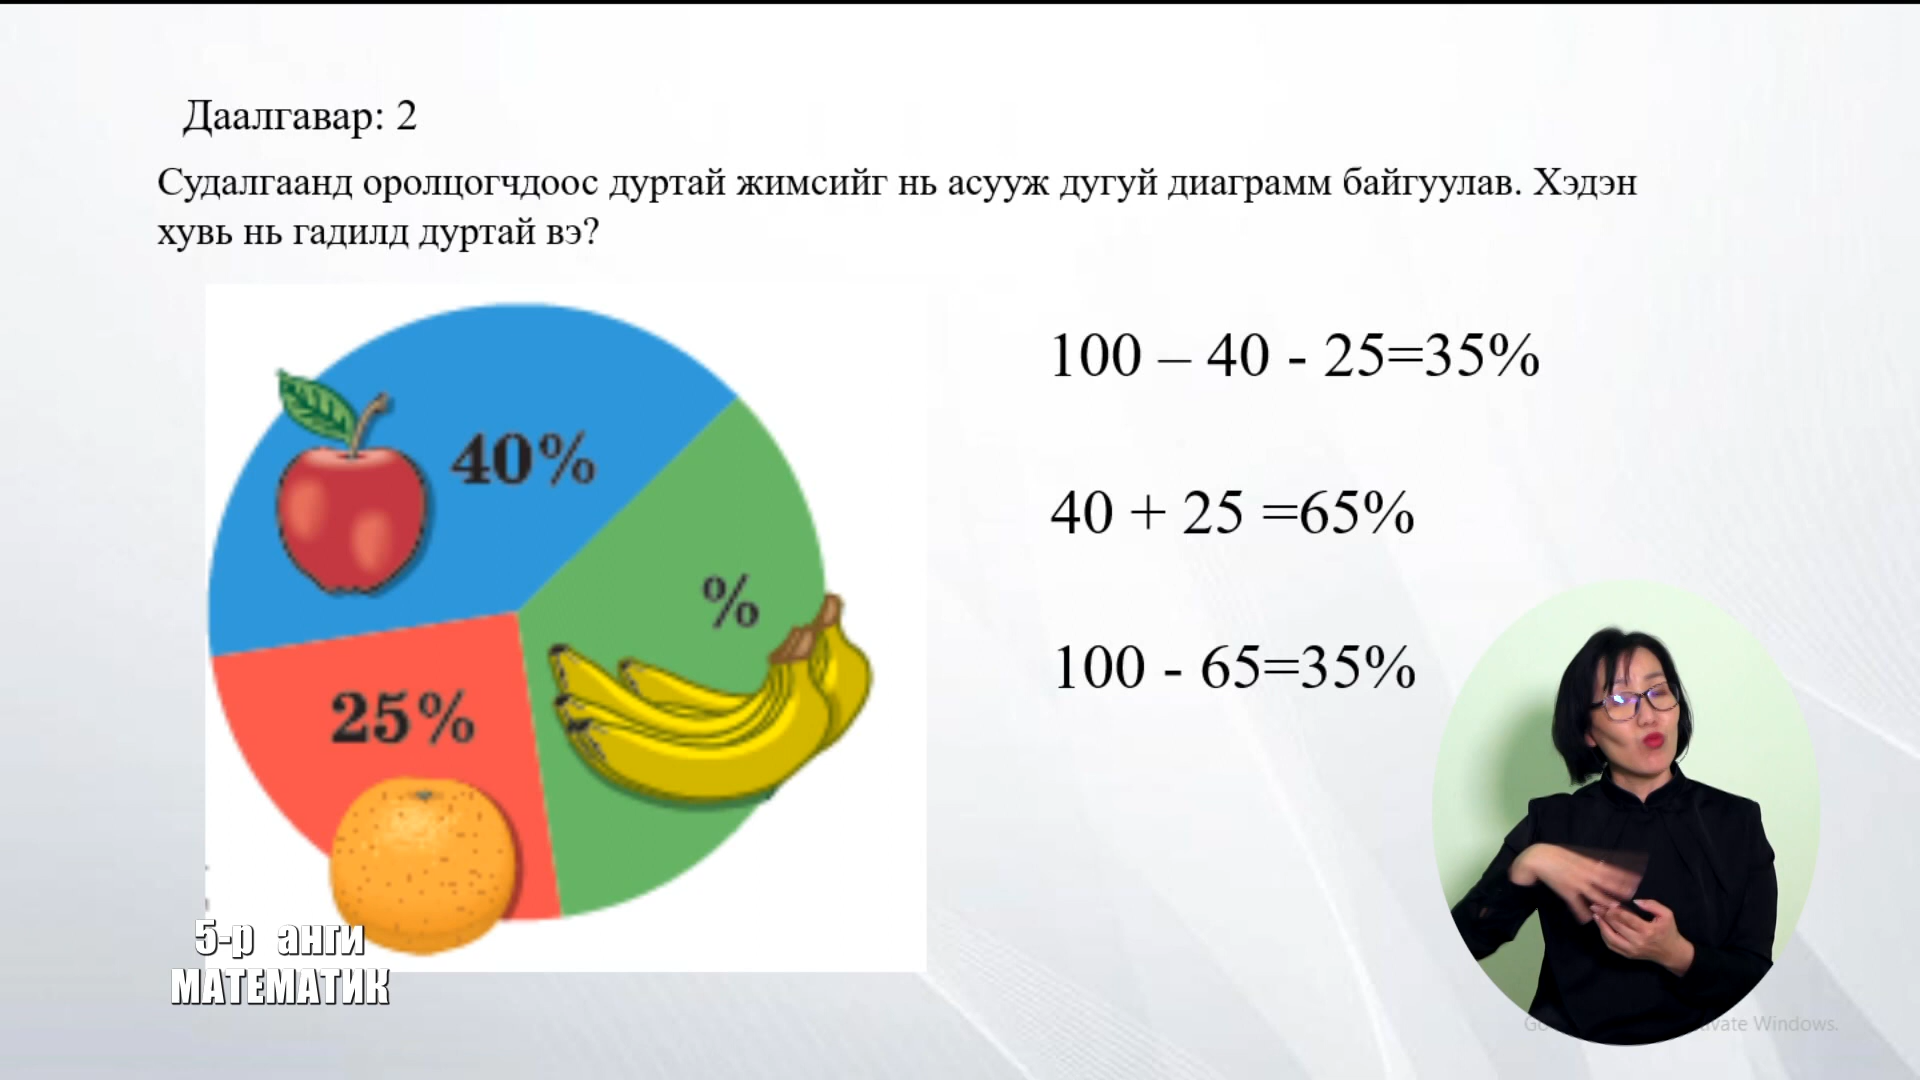 Даалгавар: 2
Судалгаанд оролцогчдоос дуртай жимсийг нь асууж дугуй диаграмм байгуулав. Хэдэн
хувь нь гадилд дуртай вэ?
40%
%
25%
100 – 40 - 25=35%
40 + 25 =65%
100 - 65=35%
5-р анги
МАТЕМАТИК
Windows.